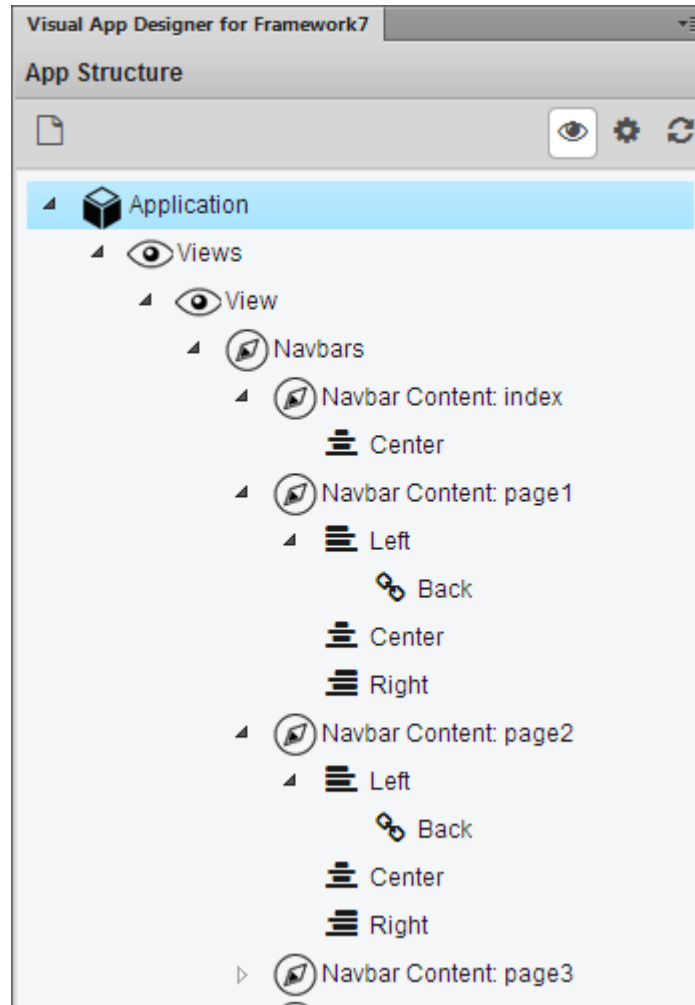 Visual App Designer for Framework7
App Structure
Application
Views
View
Navbars
Navbar Content: index
Center
Navbar Content: page1
Left
Back
Center
Right
Navbar Content: page2
Left
Back
Center
Right
Navbar Content: page3